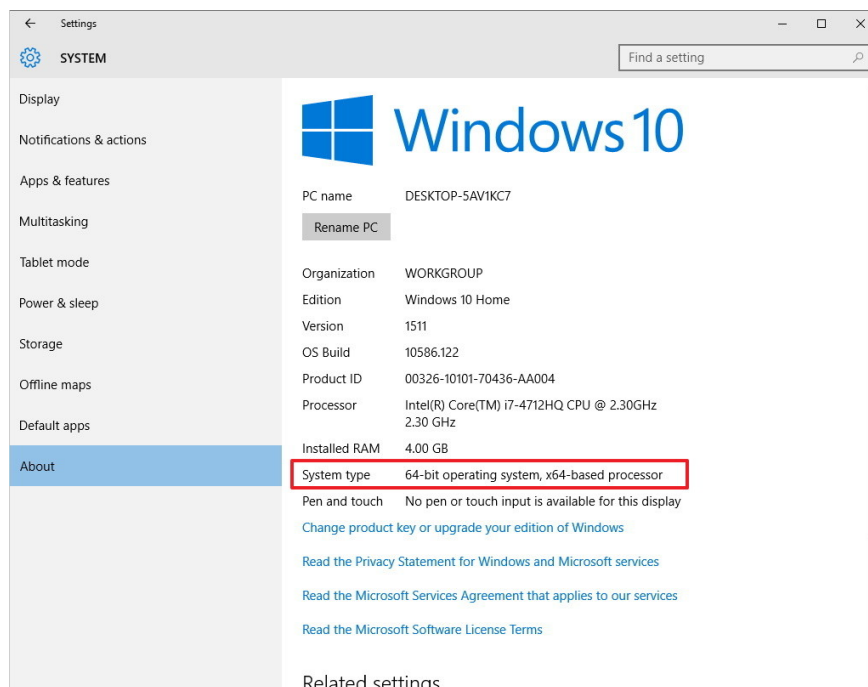 Settings
SYSTEM
Find a setting
Display
Notifications & actions
Apps & features
Multitasking
Tablet mode
Power & sleep
Storage
Offline maps
Default apps
About
Windows 10
PC name DESKTOP-5AV1KC7
Rename PC
Organization WORKGROUP
Edition Windows 10 Home
Version 1511
OS Build 10586.122
Product ID 00326-10101-70436-AA004
Processor Intel(R) Core(TM) i7-4712HQ CPU @ 2.30GHz
2.30 GHz
Installed RAM 4.00 GB
System type 64-bit operating system, x64-based processor
Pen and touch No pen or touch input is available for this display
Change product key or upgrade your edition of Windows
Read the Privacy Statement for Windows and Microsoft services
Read the Microsoft Services Agreement that applies to our services
Read the Microsoft Software License Terms
Related settings